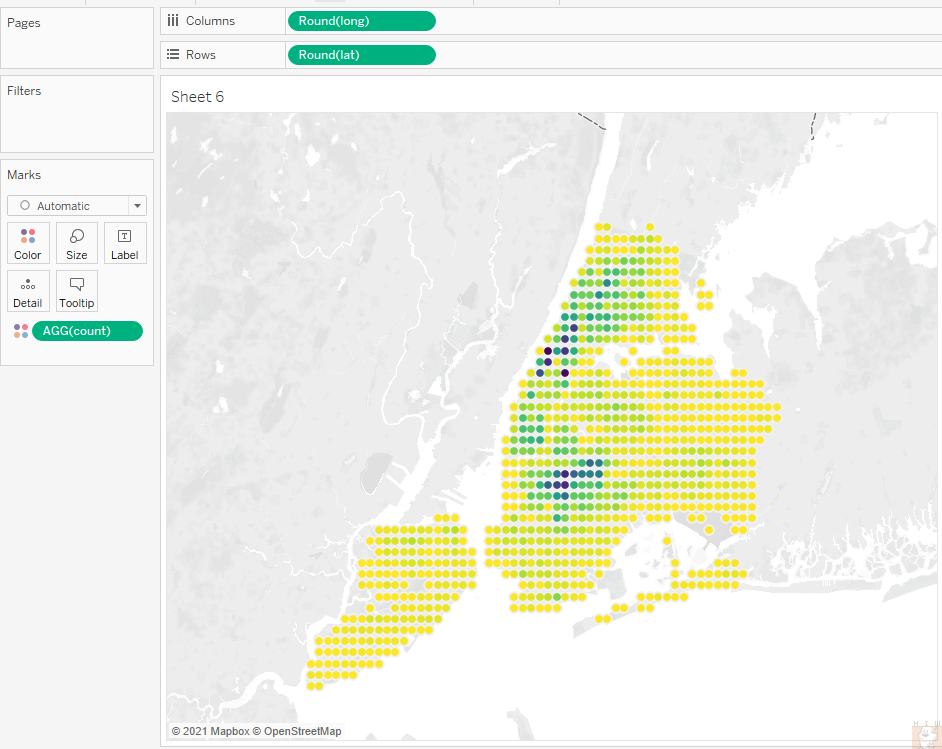 Pages
Columns
Round(long)
Rows
Round(lat)
Filters
Sheet 6
Marks
Automatic
Color
Size
T
Label
Detail
Tooltip
AGG(count)
© 2021 Mapbox © OpenStreetMap